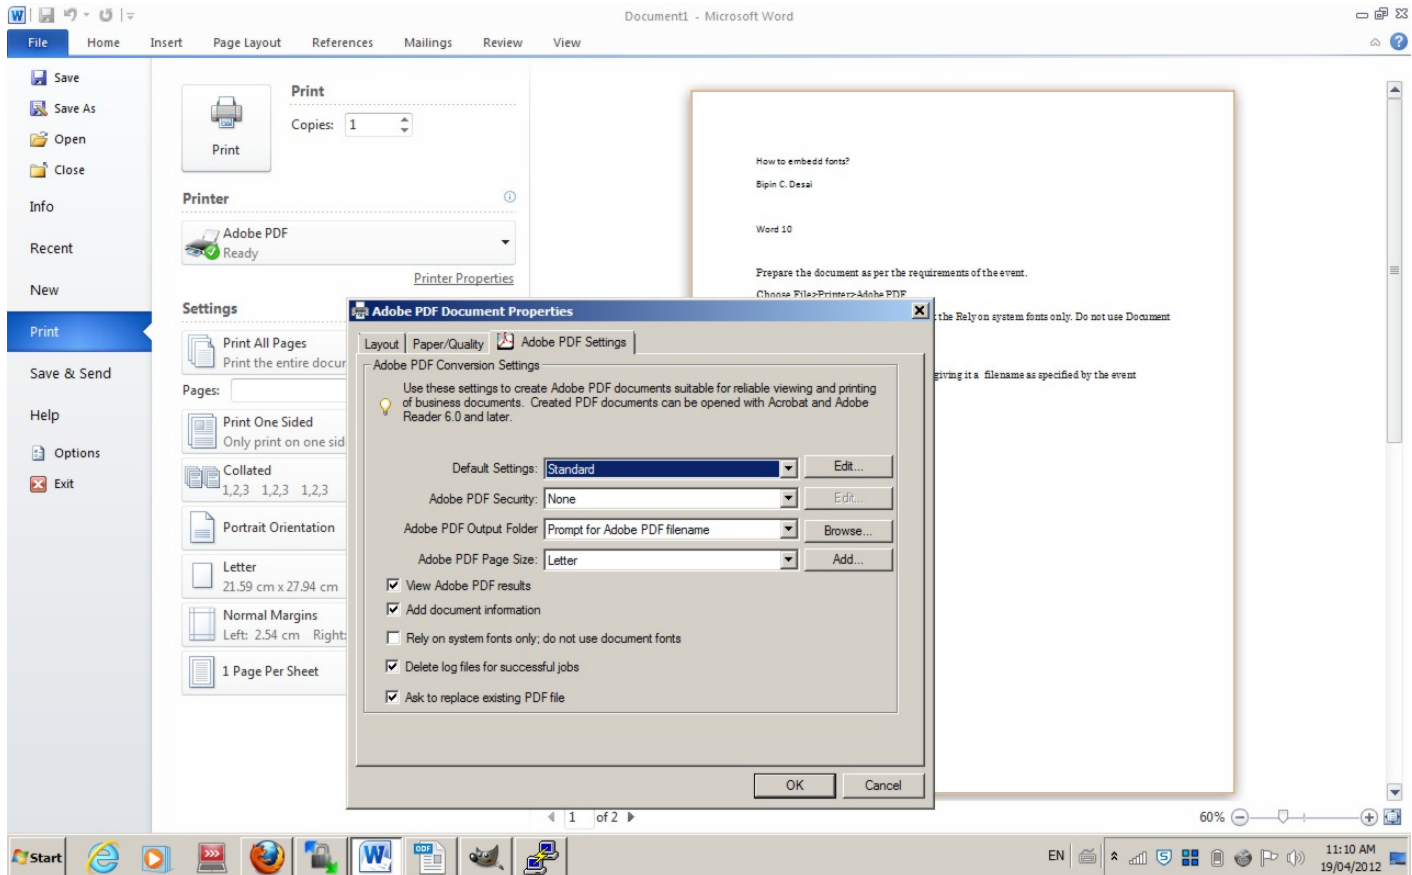 Document1 - Microsoft Word
File Home Insert Page Layout References Mailings Review View
Save
Save As
Open
Close
Info
Recent
New
Print
Save & Send
Help
Options
Exit
Print
Print
Copies: 1
Printer
Adobe PDF
Ready
Printer Properties
Settings
Print All Pages
Print the entire docur
Pages:
Print One Sided
Only print on one sid
Collated
1,2,3 1,2,3 1,2,3
Portrait Orientation
Letter
21.59 cm x 27.94 cm
Normal Margins
Left: 2.54 cm Right:
1 Page Per Sheet
Adobe PDF Document Properties
Layout Paper/Quality Adobe PDF Settings
Adobe PDF Conversion Settings
Use these settings to create Adobe PDF documents suitable for reliable viewing and printing
of business documents. Created PDF documents can be opened with Acrobat and Adobe
Reader 6.0 and later.
Default Settings: Standard Edit...
Adobe PDF Security: None Edit...
Adobe PDF Output Folder Prompt for Adobe PDF filename Browse...
Adobe PDF Page Size: Letter Add...
View Adobe PDF results
Add document information
Rely on system fonts only; do not use document fonts
Delete log files for successful jobs
Ask to replace existing PDF file
OK Cancel
How to embedd fonts?
Bipin C. Desai
Word 10
Prepare the document as per the requirements of the event.
Choose File>Printer>Adobe PDF
the Rely on system fonts only. Do not use Document
giving it a filename as specified by the event
1 of 2
60%
Start
EN
11:10 AM
19/04/2012